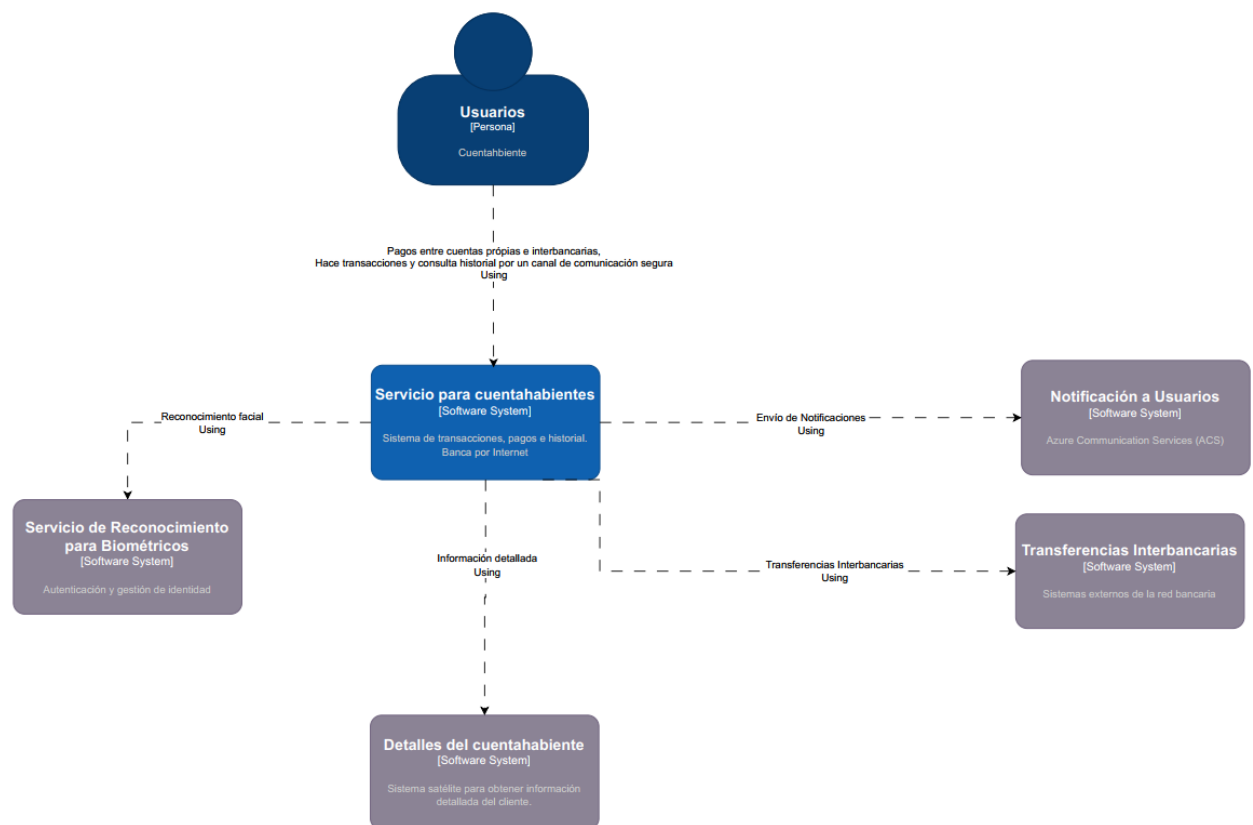 Usuarios
[Persona]
Cuentahbiente
Pagos entre cuentas própias e interbancarias,
Hace transacciones y consulta historial por un canal de comunicación segura
Using
Servicio para cuentahabientes
[Software System]
Sistema de transacciones, pagos e historial.
Banca por Internet
Reconocimiento facial
Using
Envío de Notificaciones
Using
Notificación a Usuarios
[Software System]
Azure Communication Services (ACS)
Servicio de Reconocimiento
para Biométricos
[Software System]
Autenticación y gestión de identidad
Información detallada
Using
Transferencias Interbancarias
Using
Transferencias Interbancarias
[Software System]
Sistemas externos de la red bancaria
Detalles del cuentahabiente
[Software System]
Sistema satélite para obtener información
detallada del cliente.